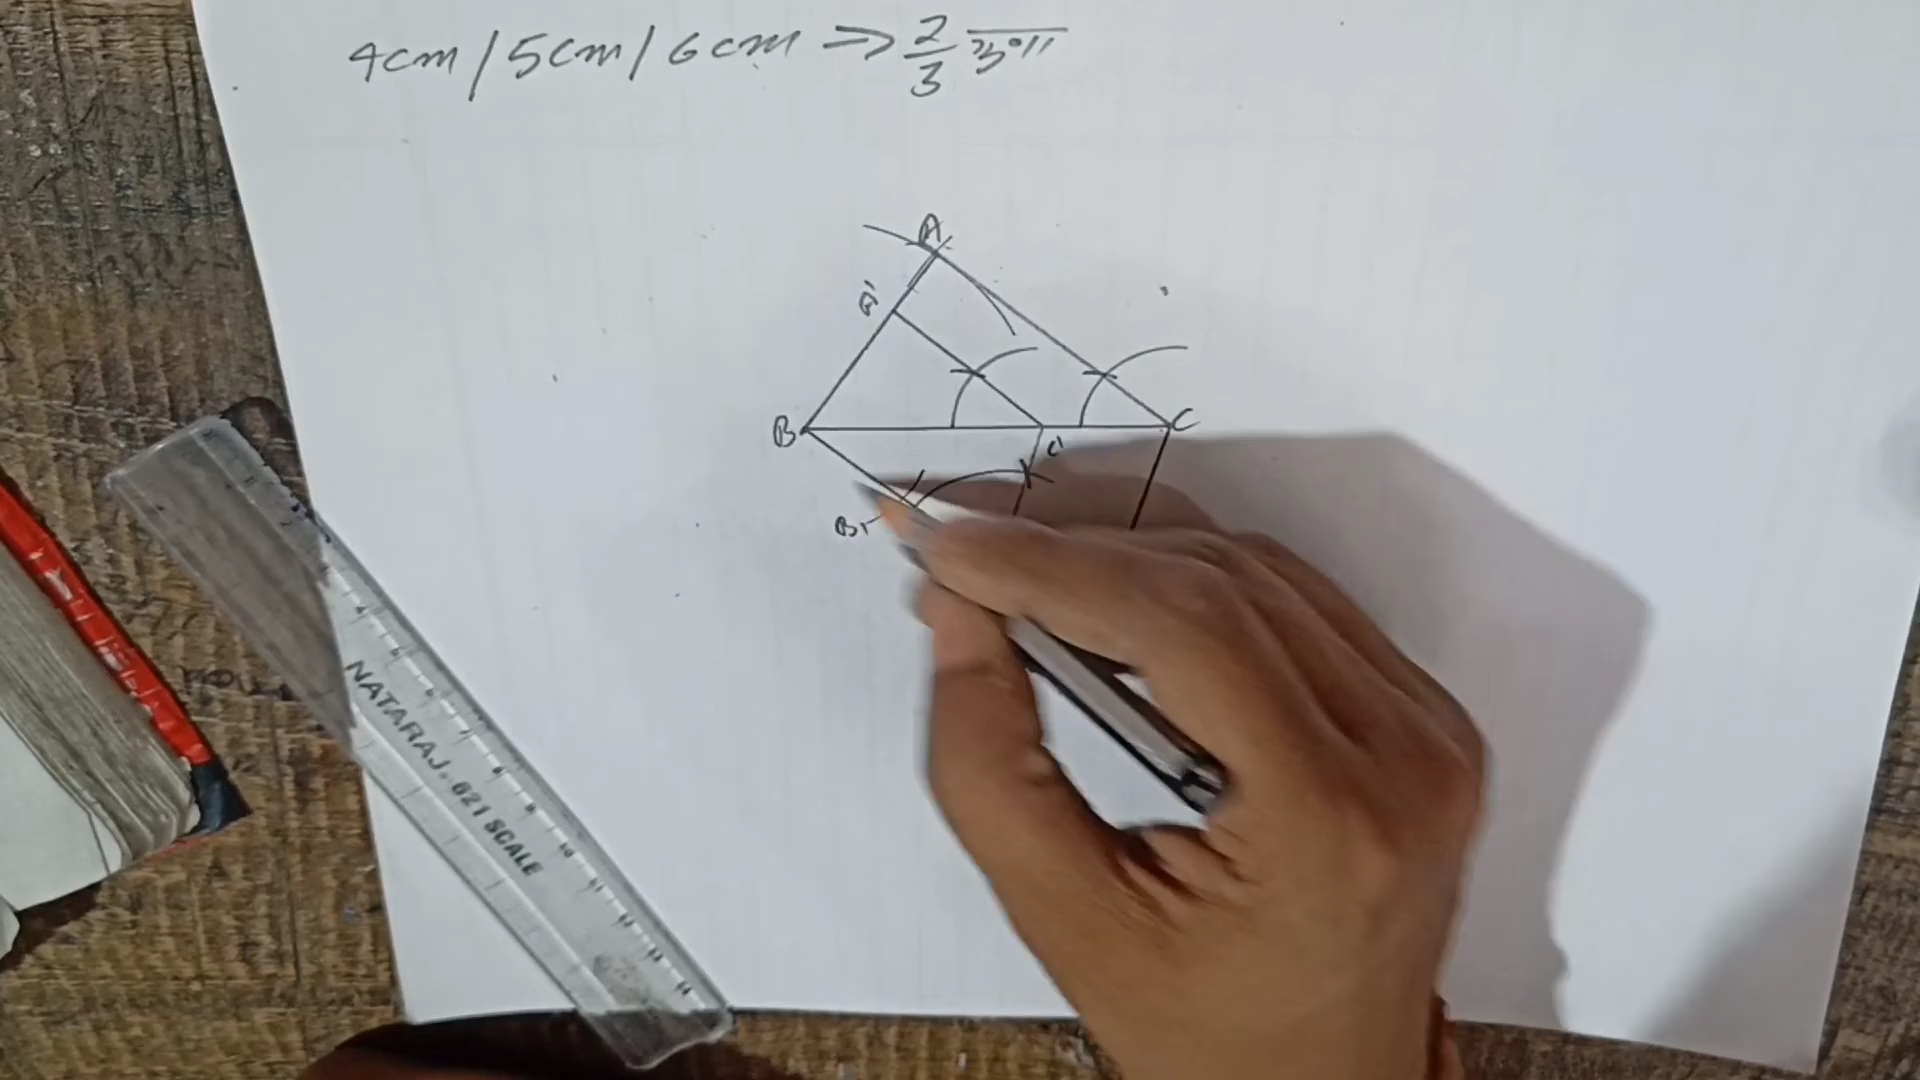 4cm / 5cm / 6cm ⇒ 2/3
A
B
C
C'
B1
NATARAJ-621 SCALE